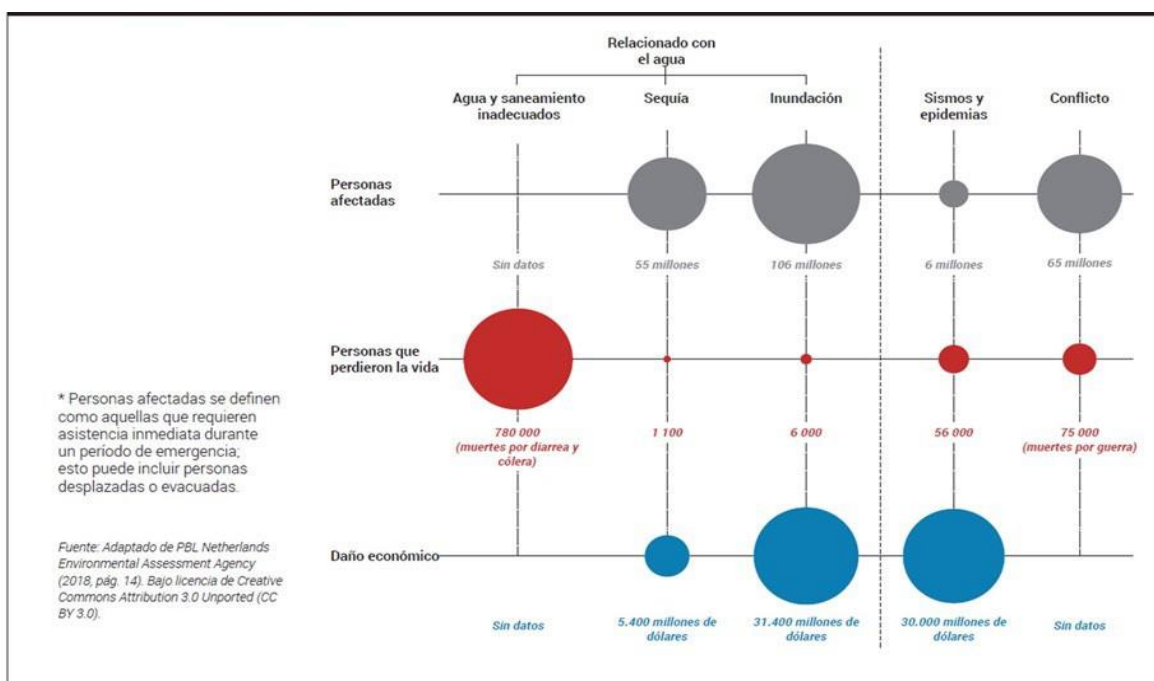 Relacionado con
el agua
Agua y saneamiento
inadecuados
Sequía
Inundación
Sismos y
epidemias
Conflicto
Personas
afectadas
Sin datos
55 millones
106 millones
6 millones
65 millones
Personas que
perdieron la vida
780 000
(muertes por diarrea y
cólera)
1 100
6 000
56 000
75 000
(muertes por guerra)
* Personas afectadas se definen
como aquellas que requieren
asistencia inmediata durante
un período de emergencia;
esto puede incluir personas
desplazadas o evacuadas.
Fuente: Adaptado de PBL Netherlands
Environmental Assessment Agency
(2018, pág. 14). Bajo licencia de Creative
Commons Attribution 3.0 Unported (CC
BY 3.0).
Daño económico
Sin datos
5.400 millones de
dólares
31.400 millones de
dólares
30.000 millones de
dólares
Sin datos